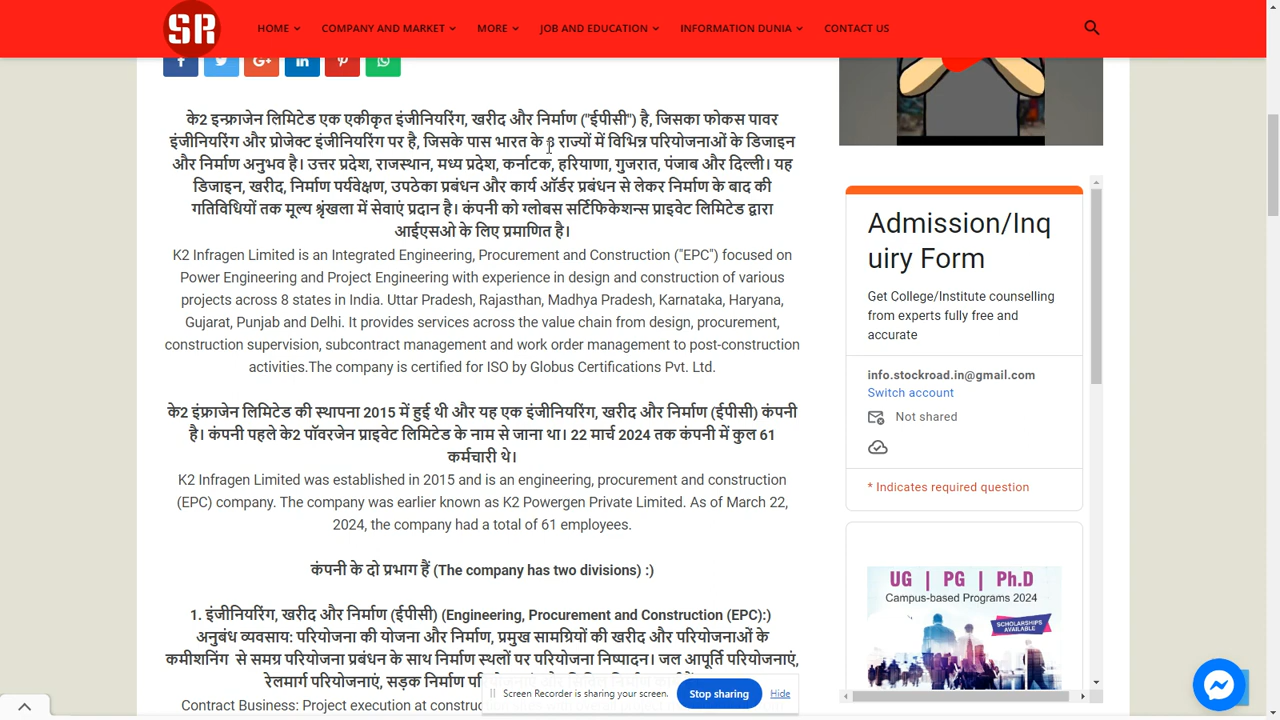 SR
HOME
COMPANY AND MARKET
MORE
JOB AND EDUCATION
INFORMATION DUNIA
CONTACT US
के2 इन्फ्राजेन लिमिटेड एक एकीकृत इंजीनियरिंग, खरीद और निर्माण ("ईपीसी") है, जिसका फोकस पावर
इंजीनियरिंग और प्रोजेक्ट इंजीनियरिंग पर है, जिसके पास भारत के 8 राज्यों में विभिन्न परियोजनाओं के डिजाइन
और निर्माण अनुभव है। उत्तर प्रदेश, राजस्थान, मध्य प्रदेश, कर्नाटक, हरियाणा, गुजरात, पंजाब और दिल्ली। यह
डिजाइन, खरीद, निर्माण पर्यवेक्षण, उपठेका प्रबंधन और कार्य ऑर्डर प्रबंधन से लेकर निर्माण के बाद की
गतिविधियों तक मूल्य श्रृंखला में सेवाएं प्रदान है। कंपनी को ग्लोबस सर्टिफिकेशन्स प्राइवेट लिमिटेड द्वारा
आईएसओ के लिए प्रमाणित है।
K2 Infragen Limited is an Integrated Engineering, Procurement and Construction ("EPC") focused on
Power Engineering and Project Engineering with experience in design and construction of various
projects across 8 states in India. Uttar Pradesh, Rajasthan, Madhya Pradesh, Karnataka, Haryana,
Gujarat, Punjab and Delhi. It provides services across the value chain from design, procurement,
construction supervision, subcontract management and work order management to post-construction
activities.The company is certified for ISO by Globus Certifications Pvt. Ltd.
के2 इंफ्राजेन लिमिटेड की स्थापना 2015 में हुई थी और यह एक इंजीनियरिंग, खरीद और निर्माण (ईपीसी) कंपनी
है। कंपनी पहले के2 पॉवरजेन प्राइवेट लिमिटेड के नाम से जाना था। 22 मार्च 2024 तक कंपनी में कुल 61
कर्मचारी थे।
K2 Infragen Limited was established in 2015 and is an engineering, procurement and construction
(EPC) company. The company was earlier known as K2 Powergen Private Limited. As of March 22,
2024, the company had a total of 61 employees.
कंपनी के दो प्रभाग हैं (The company has two divisions) :)
1. इंजीनियरिंग, खरीद और निर्माण (ईपीसी) (Engineering, Procurement and Construction (EPC):)
अनुबंध व्यवसाय: परियोजना की योजना और निर्माण, प्रमुख सामग्रियों की खरीद और परियोजनाओं के
कमीशनिंग से समग्र परियोजना प्रबंधन के साथ निर्माण स्थलों पर परियोजना निष्पादन। जल आपूर्ति परियोजनाएं,
रेलमार्ग परियोजनाएं, सड़क निर्माण
Contract Business: Project execution at
Admission/Inq
uiry Form
Get College/Institute counselling
from experts fully free and
accurate
info.stockroad.in@gmail.com
Switch account
Not shared
* Indicates required question
UG | PG | Ph.D
Campus-based Programs 2024
SCHOLARSHIPS
AVAILABLE
Screen Recorder is sharing your screen.
Stop sharing
Hide